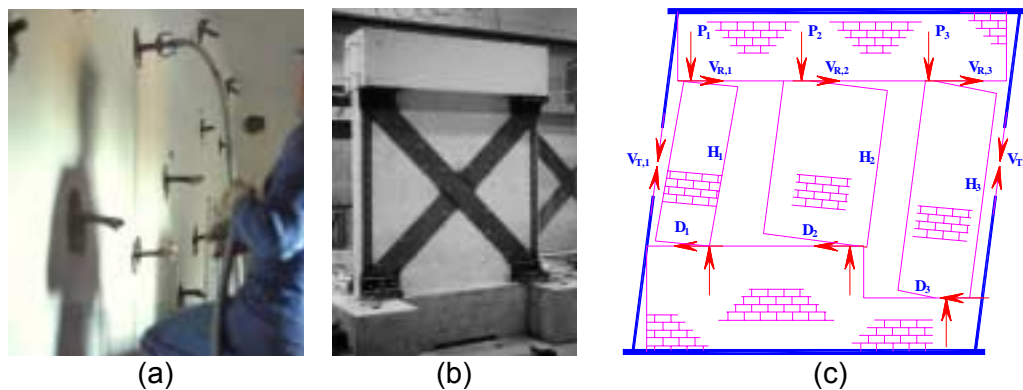 P1
P2
P3
VR,1
VR,2
VR,3
VT,1
H1
H2
H3
VT
D1
D2
D3
(a)
(b)
(c)